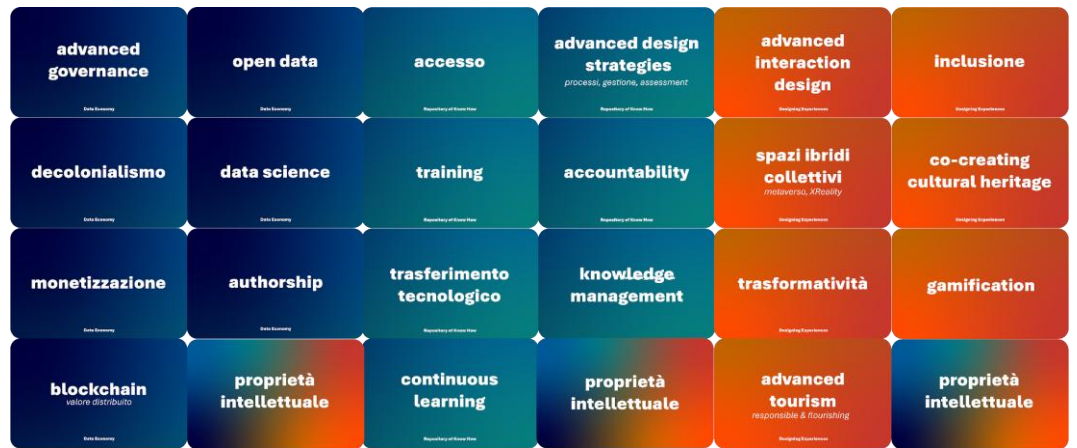 advanced
governance
Data Economy
open data
Data Economy
accesso
Repository of Know How
advanced design
strategies
processi, gestione, assessment
Repository of Know How
advanced
interaction
design
Designing Experiences
inclusione
Designing Experiences
decolonialismo
Data Economy
data science
Data Economy
training
Repository of Know How
accountability
Repository of Know How
spazi ibridi
collettivi
metaverso, XReality
Designing Experiences
co-creating
cultural heritage
Designing Experiences
monetizzazione
Data Economy
authorship
Data Economy
trasferimento
tecnologico
Repository of Know How
knowledge
management
Repository of Know How
trasformatività
Designing Experiences
gamification
Designing Experiences
blockchain
valore distribuito
Data Economy
proprietà
intellettuale
continuous
learning
Repository of Know How
proprietà
intellettuale
advanced
tourism
responsible & flourishing
Designing Experiences
proprietà
intellettuale